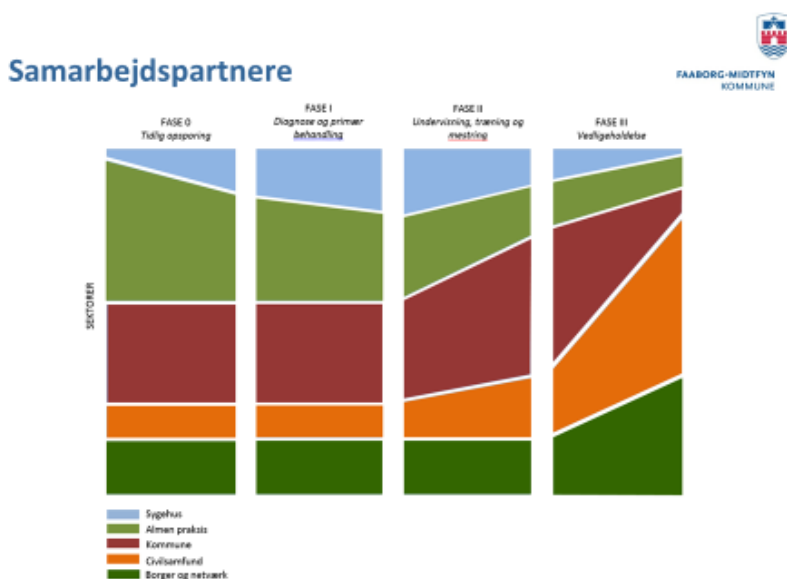 Samarbejdspartnere
FAABORG-MIDTFYN
KOMMUNE
FASE 0
Tidlig opsporing
FASE I
Diagnose og primær
behandling
FASE II
Undervisning, træning og
mestring
FASE III
Vedligeholdelse
SEKTORER
Sygehus
Almen praksis
Kommune
Civilsamfund
Borger og netværk